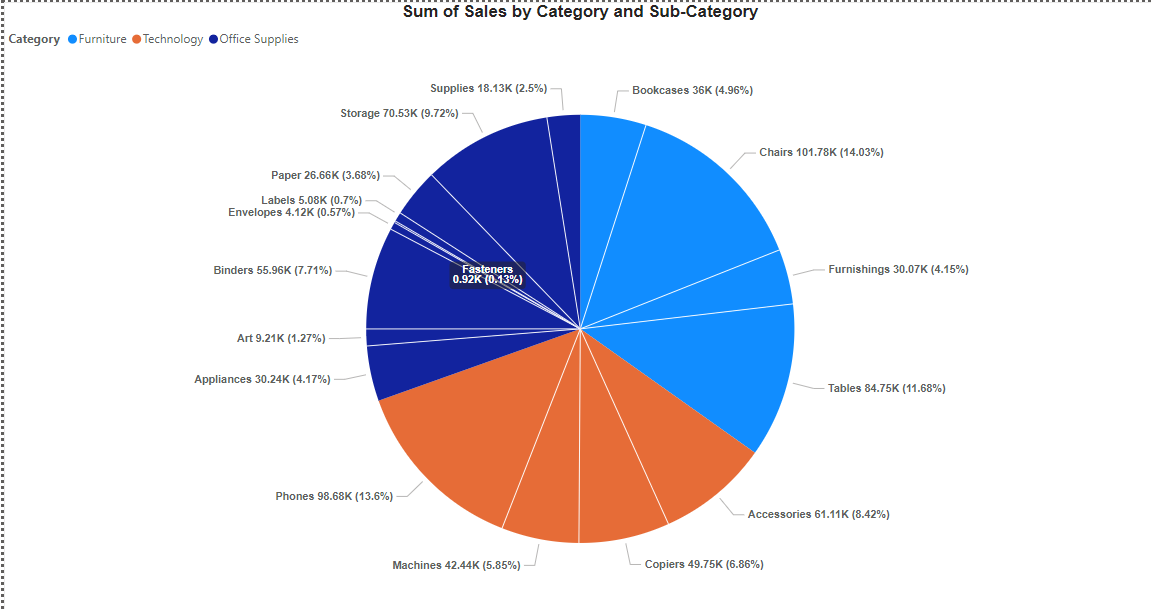 Sum of Sales by Category and Sub-Category
Category Furniture Technology Office Supplies
Supplies 18.13K (2.5%)
Bookcases 36K (4.96%)
Storage 70.53K (9.72%)
Chairs 101.78K (14.03%)
Paper 26.66K (3.68%)
Labels 5.08K (0.7%)
Envelopes 4.12K (0.57%)
Fasteners
0.92K (0.13%)
Binders 55.96K (7.71%)
Furnishings 30.07K (4.15%)
Art 9.21K (1.27%)
Appliances 30.24K (4.17%)
Tables 84.75K (11.68%)
Phones 98.68K (13.6%)
Accessories 61.11K (8.42%)
Machines 42.44K (5.85%)
Copiers 49.75K (6.86%)